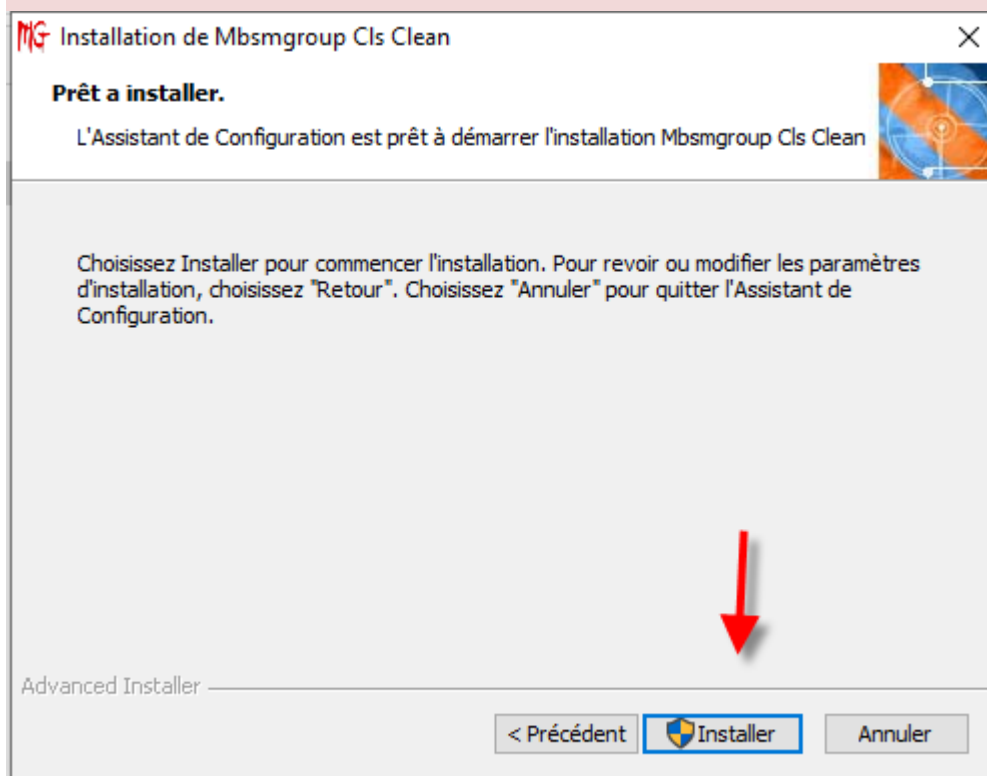 MG Installation de Mbsmgroup Cls Clean
Prêt a installer.
L'Assistant de Configuration est prêt à démarrer l'installation Mbsmgroup Cls Clean
Choisissez Installer pour commencer l'installation. Pour revoir ou modifier les paramètres
d'installation, choisissez "Retour". Choisissez "Annuler" pour quitter l'Assistant de
Configuration.
Advanced Installer
< Précédent Installer Annuler